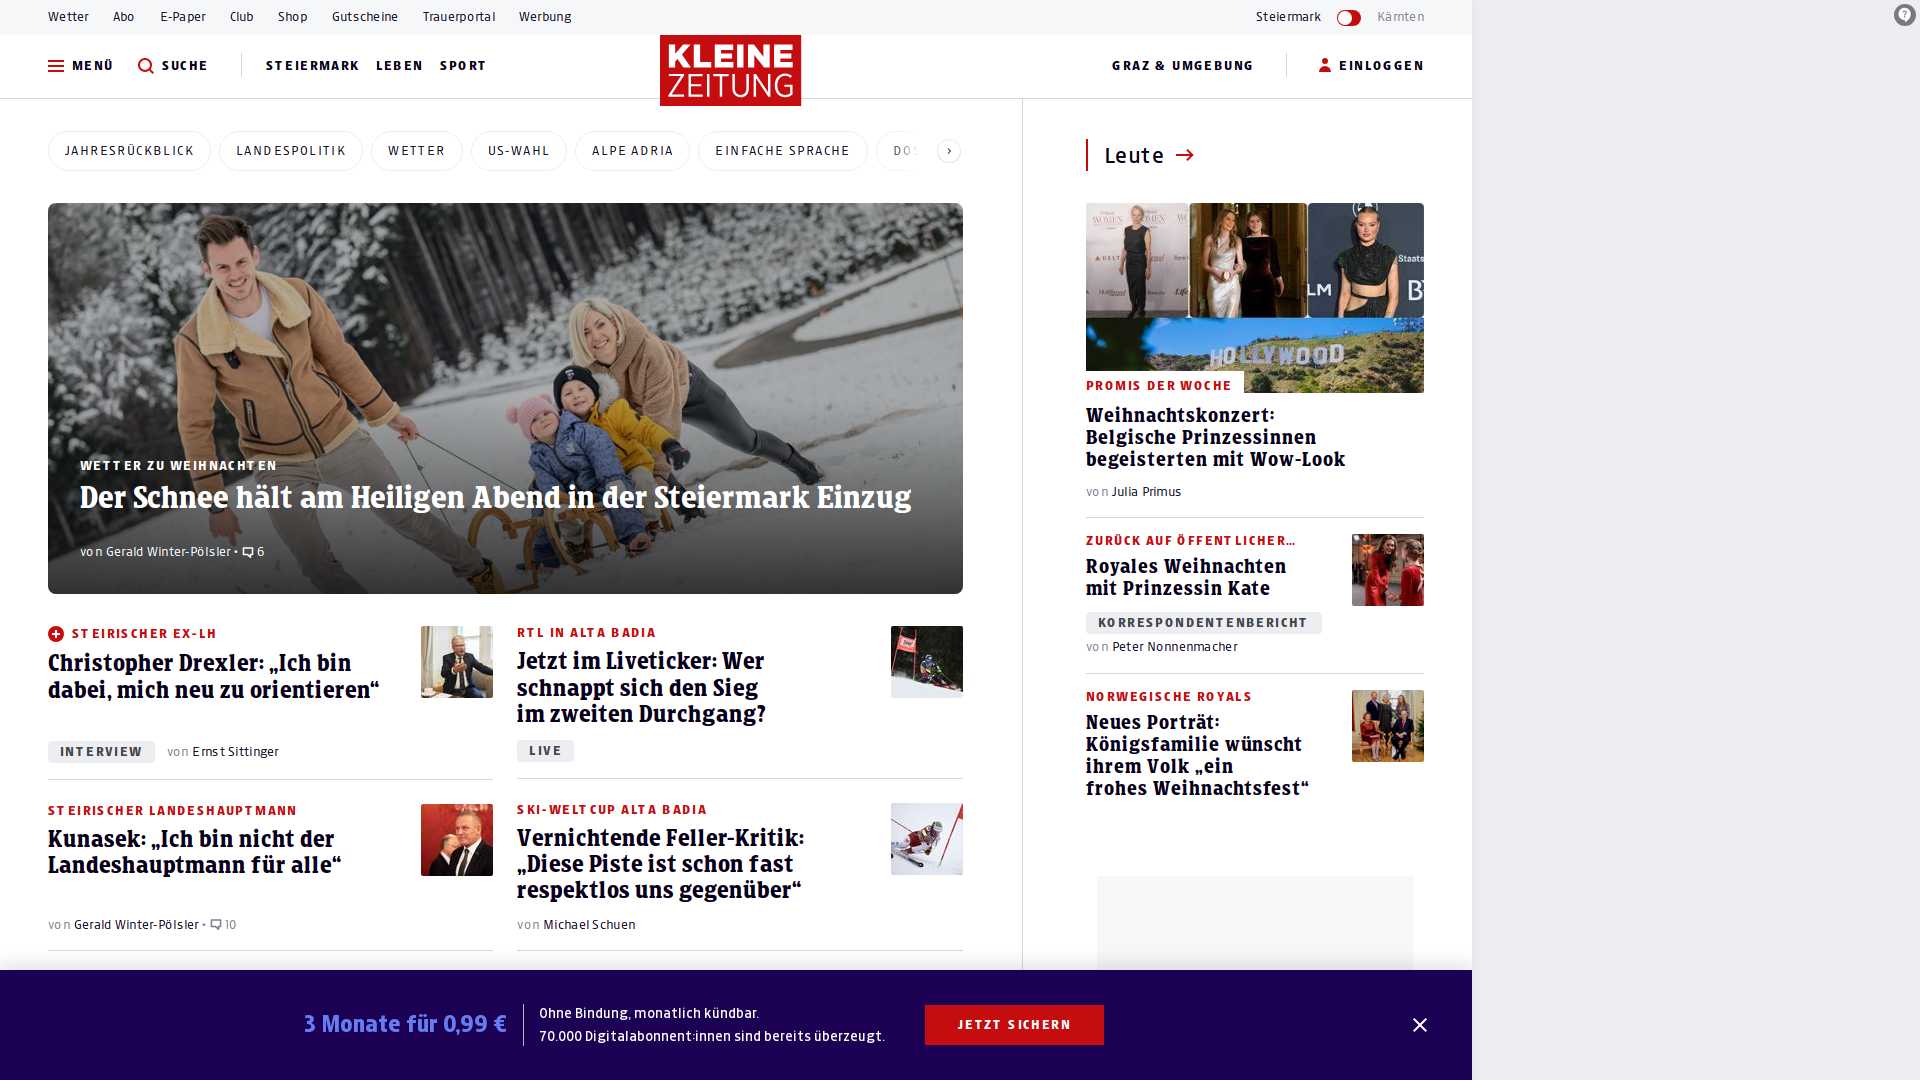 Wetter Abo E-Paper Club Shop Gutscheine Trauerportal Werbung Steiermark Kärnten
MENÜ SUCHE STEIERMARK LEBEN SPORT KLEINE ZEITUNG GRAZ & UMGEBUNG EINLOGGEN
JAHRESRÜCKBLICK LANDESPOLITIK WETTER US-WAHL ALPE ADRIA EINFACHE SPRACHE
WETTER ZU WEIHNACHTEN
Der Schnee hält am Heiligen Abend in der Steiermark Einzug
von Gerald Winter-Pölsler • 6
STEIRISCHER EX-LH
Christopher Drexler: „Ich bin
dabei, mich neu zu orientieren“
INTERVIEW von Ernst Sittinger
RTL IN ALTA BADIA
Jetzt im Liveticker: Wer
schnappt sich den Sieg
im zweiten Durchgang?
LIVE
STEIRISCHER LANDESHAUPTMANN
Kunasek: „Ich bin nicht der
Landeshauptmann für alle“
von Gerald Winter-Pölsler • 10
SKI-WELTCUP ALTA BADIA
Vernichtende Feller-Kritik:
„Diese Piste ist schon fast
respektlos uns gegenüber“
von Michael Schuen
Leute
HOLLYWOOD
PROMIS DER WOCHE
Weihnachtskonzert:
Belgische Prinzessinnen
begeisterten mit Wow-Look
von Julia Primus
ZURÜCK AUF ÖFFENTLICHER…
Royales Weihnachten
mit Prinzessin Kate
KORRESPONDENTENBERICHT
von Peter Nonnenmacher
NORWEGISCHE ROYALS
Neues Porträt:
Königsfamilie wünscht
ihrem Volk „ein
frohes Weihnachtsfest“
3 Monate für 0,99 €
Ohne Bindung, monatlich kündbar.
70.000 Digitalabonnent:innen sind bereits überzeugt.
JETZT SICHERN